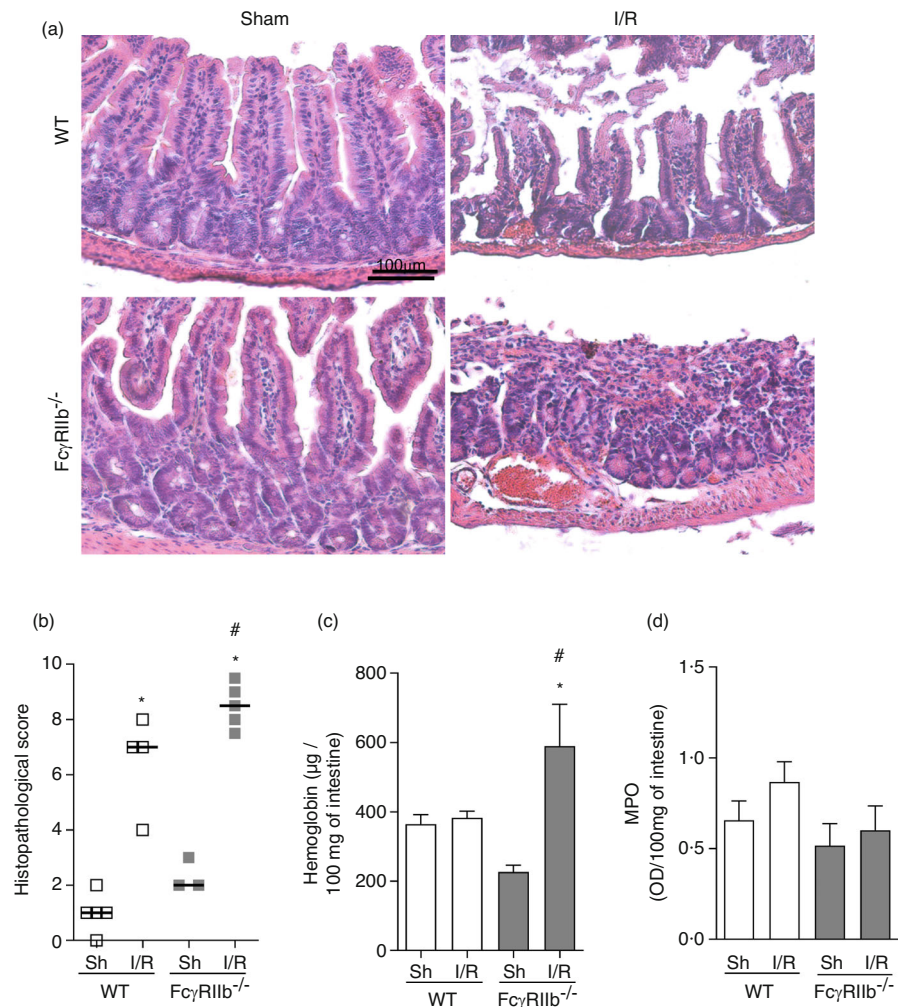 (a)
Sham
I/R
WT
100µm
FcγRIIb-/-
(b)
#
*
*
10
8
6
4
2
0
Histopathological score
Sh I/R Sh I/R
WT FcγRIIb-/-
(c)
#
*
800
600
400
200
0
Hemoglobin (µg /
100 mg of intestine)
Sh I/R Sh I/R
WT FcγRIIb-/-
(d)
1·5
1·0
0·5
0·0
MPO
(OD/100mg of intestine)
Sh I/R Sh I/R
WT FcγRIIb-/-